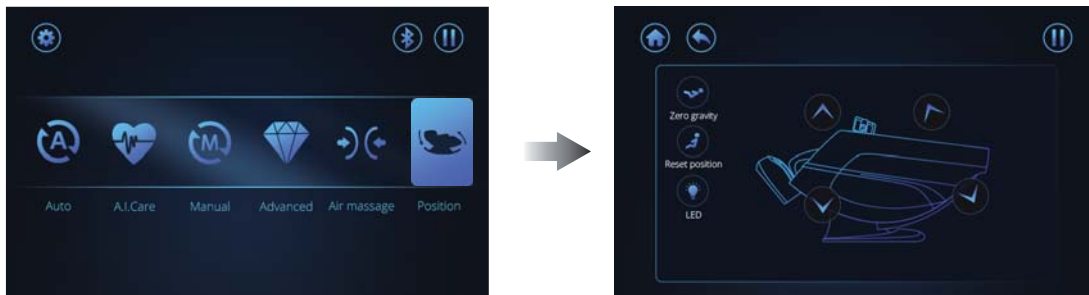 A
M
Auto
A.I.Care
Manual
Advanced
Air massage
Position
Zero gravity
Reset position
LED